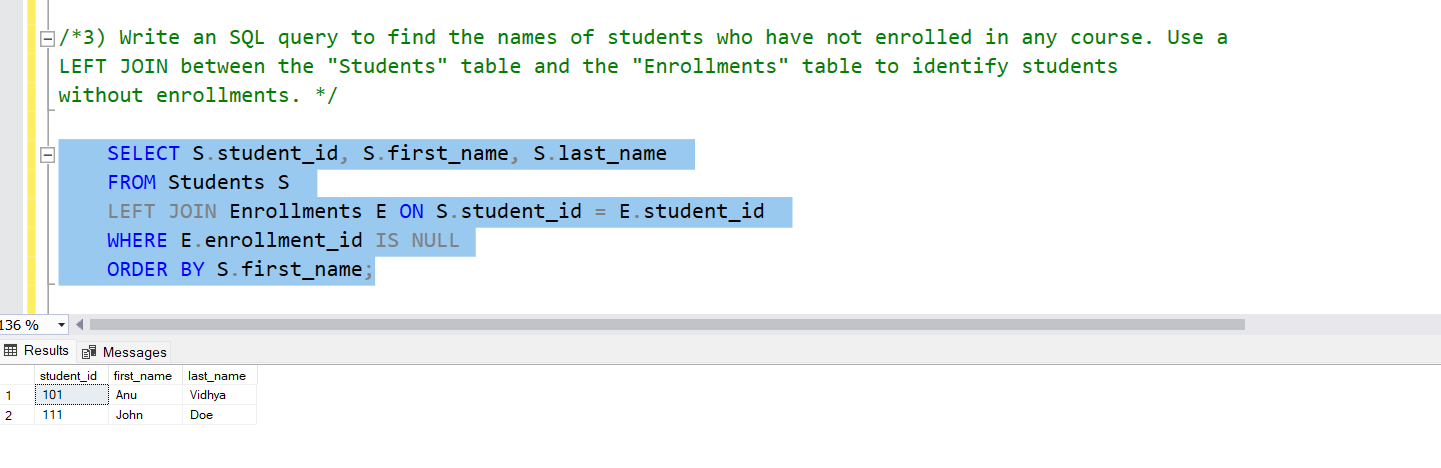 /*3) Write an SQL query to find the names of students who have not enrolled in any course. Use a
LEFT JOIN between the "Students" table and the "Enrollments" table to identify students
without enrollments. */
SELECT S.student_id, S.first_name, S.last_name
FROM Students S
LEFT JOIN Enrollments E ON S.student_id = E.student_id
WHERE E.enrollment_id IS NULL
ORDER BY S.first_name;
136 %
Results Messages
student_id first_name last_name
1 101 Anu Vidhya
2 111 John Doe